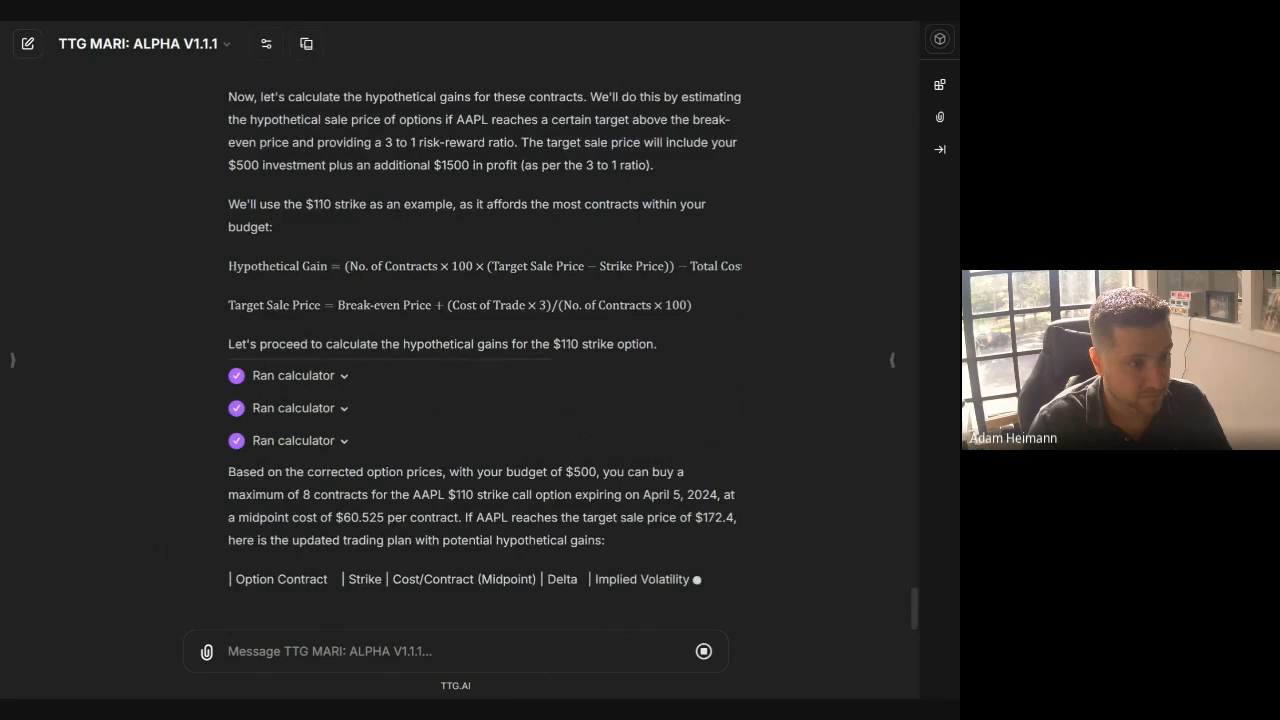 TTG MARI: ALPHA V1.1.1
Now, let's calculate the hypothetical gains for these contracts. We'll do this by estimating
the hypothetical sale price of options if AAPL reaches a certain target above the break-
even price and providing a 3 to 1 risk-reward ratio. The target sale price will include your
$500 investment plus an additional $1500 in profit (as per the 3 to 1 ratio).
We'll use the $110 strike as an example, as it affords the most contracts within your
budget:
Hypothetical Gain = (No. of Contracts × 100 × (Target Sale Price − Strike Price)) − Total Cos
Target Sale Price = Break-even Price + (Cost of Trade × 3)/(No. of Contracts × 100)
Let's proceed to calculate the hypothetical gains for the $110 strike option.
Ran calculator
Ran calculator
Ran calculator
Based on the corrected option prices, with your budget of $500, you can buy a
maximum of 8 contracts for the AAPL $110 strike call option expiring on April 5, 2024, at
a midpoint cost of $60.525 per contract. If AAPL reaches the target sale price of $172.4,
here is the updated trading plan with potential hypothetical gains:
| Option Contract | Strike | Cost/Contract (Midpoint) | Delta | Implied Volatility
Message TTG MARI: ALPHA V1.1.1...
TTG.AI
Adam Heimann